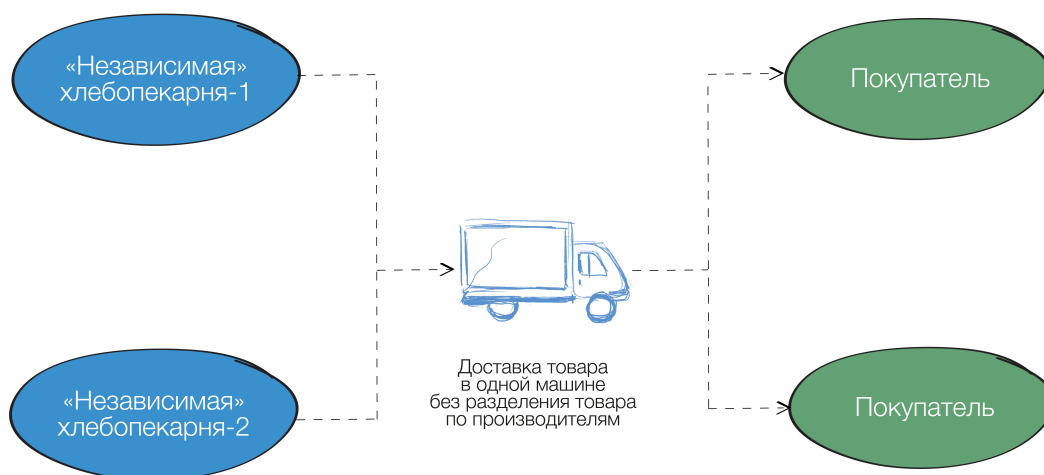 «Независимая»
хлебопекарня-1
Покупатель
Доставка товара
в одной машине
без разделения товара
по производителям
«Независимая»
хлебопекарня-2
Покупатель